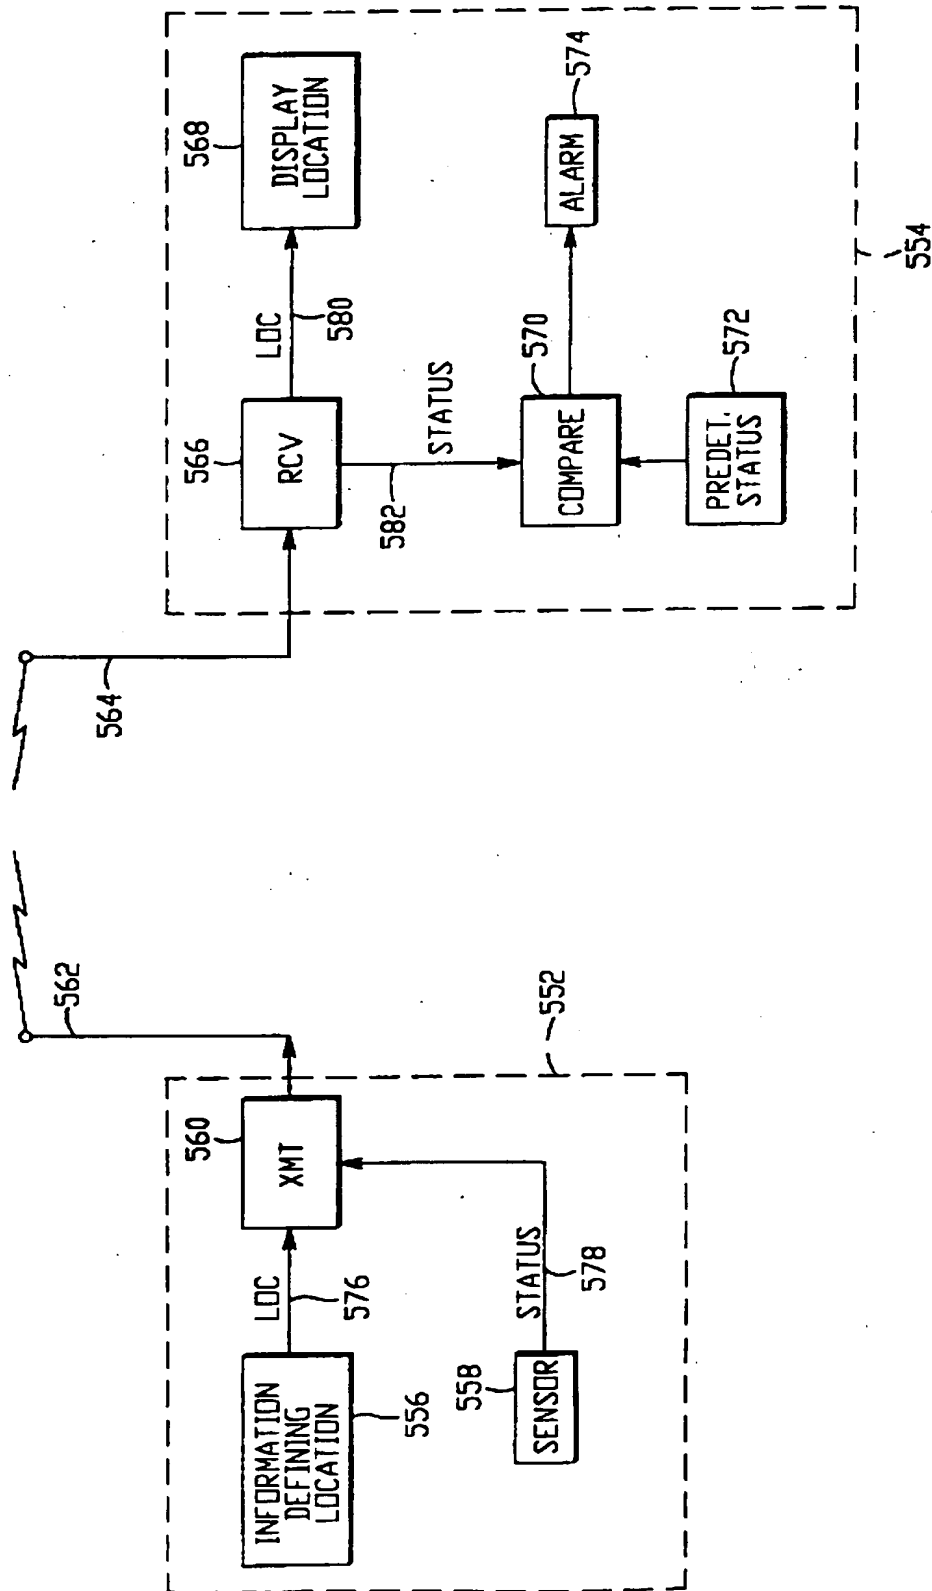 INFORMATION
DEFINING
LOCATION
556
LOC
576
XMT
560
SENSOR
558
STATUS
578
552
562
564
RCV
566
LOC
580
DISPLAY
LOCATION
568
STATUS
582
COMPARE
570
ALARM
574
PREDET.
STATUS
572
554